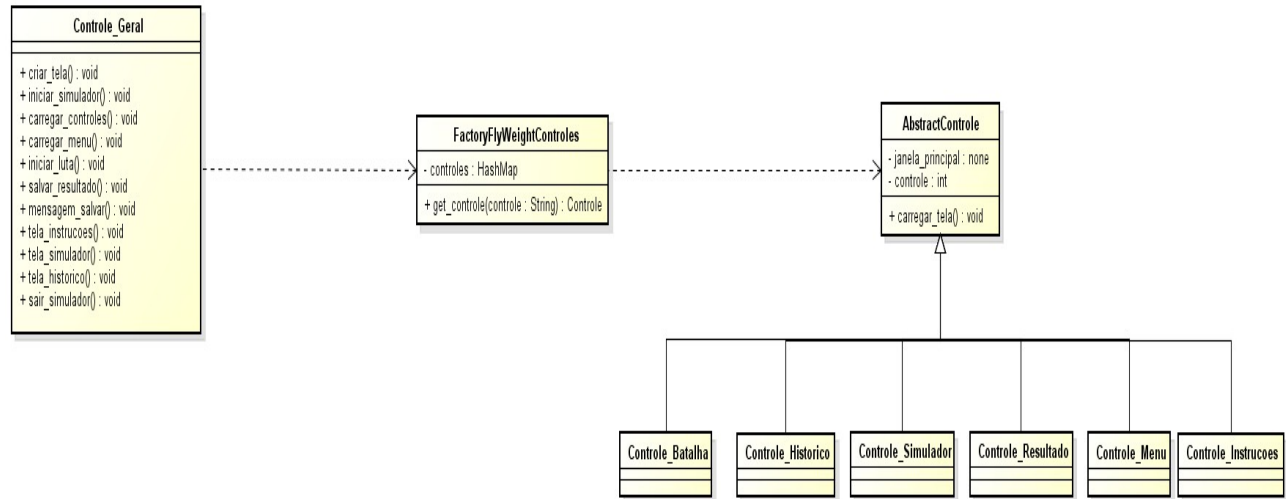 Controle_Geral
+ criar_tela() : void
+ iniciar_simulador() : void
+ carregar_controles() : void
+ carregar_menu() : void
+ iniciar_luta() : void
+ salvar_resultado() : void
+ mensagem_salvar() : void
+ tela_instrucoes() : void
+ tela_simulador() : void
+ tela_historico() : void
+ sair_simulador() : void
FactoryFlyWeightControles
- controles : HashMap
+ get_controle(controle : String) : Controle
AbstractControle
- janela_principal : none
- controle : int
+ carregar_tela() : void
Controle_Batalha
Controle_Historico
Controle_Simulador
Controle_Resultado
Controle_Menu
Controle_Instrucoes